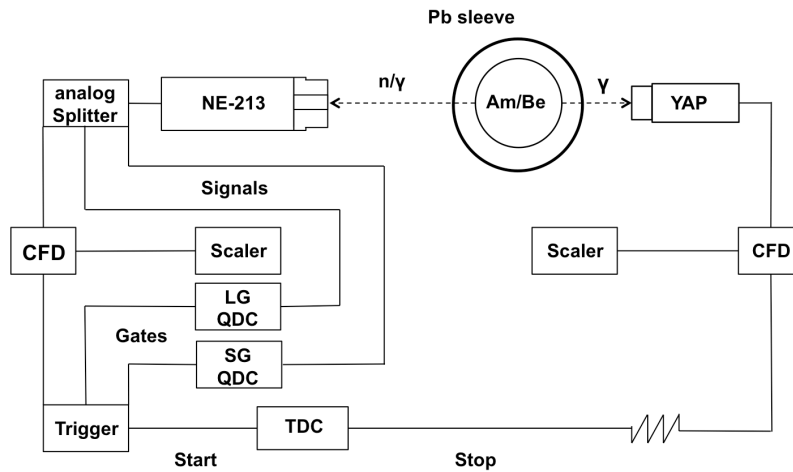 Pb sleeve
analog
Splitter
NE-213
n/γ
Am/Be
γ
YAP
Signals
CFD
Scaler
Scaler
CFD
LG
QDC
Gates
SG
QDC
Trigger
TDC
Start
Stop